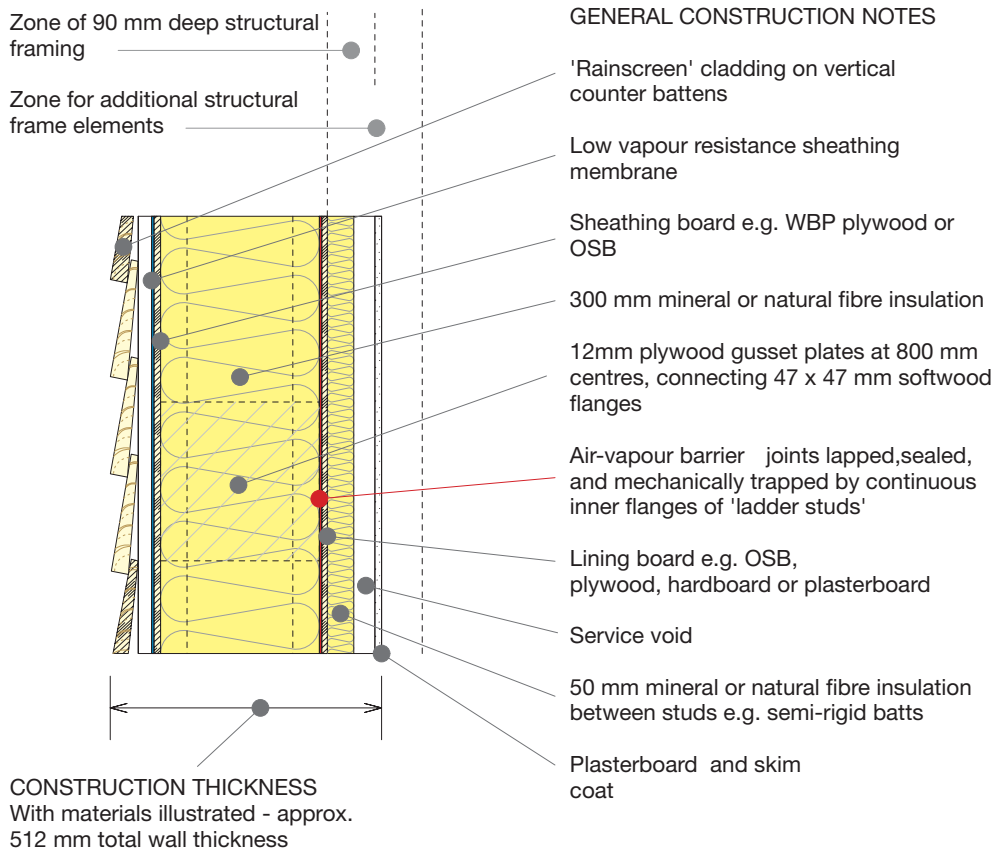 Zone of 90 mm deep structural
framing
Zone for additional structural
frame elements
GENERAL CONSTRUCTION NOTES
'Rainscreen' cladding on vertical
counter battens
Low vapour resistance sheathing
membrane
Sheathing board e.g. WBP plywood or
OSB
300 mm mineral or natural fibre insulation
12mm plywood gusset plates at 800 mm
centres, connecting 47 x 47 mm softwood
flanges
Air-vapour barrier joints lapped,sealed,
and mechanically trapped by continuous
inner flanges of 'ladder studs'
Lining board e.g. OSB,
plywood, hardboard or plasterboard
Service void
50 mm mineral or natural fibre insulation
between studs e.g. semi-rigid batts
Plasterboard and skim
coat
CONSTRUCTION THICKNESS
With materials illustrated - approx.
512 mm total wall thickness